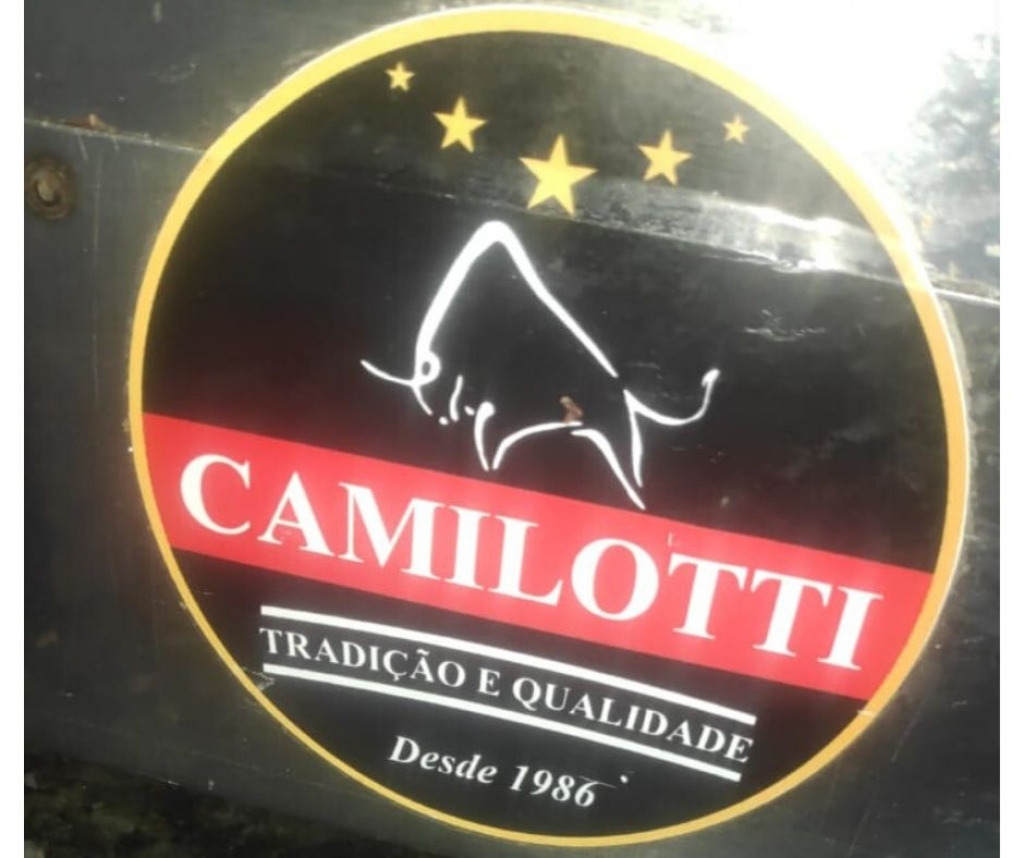 CAMILOTTI
TRADIÇÃO E QUALIDADE
Desde 1986